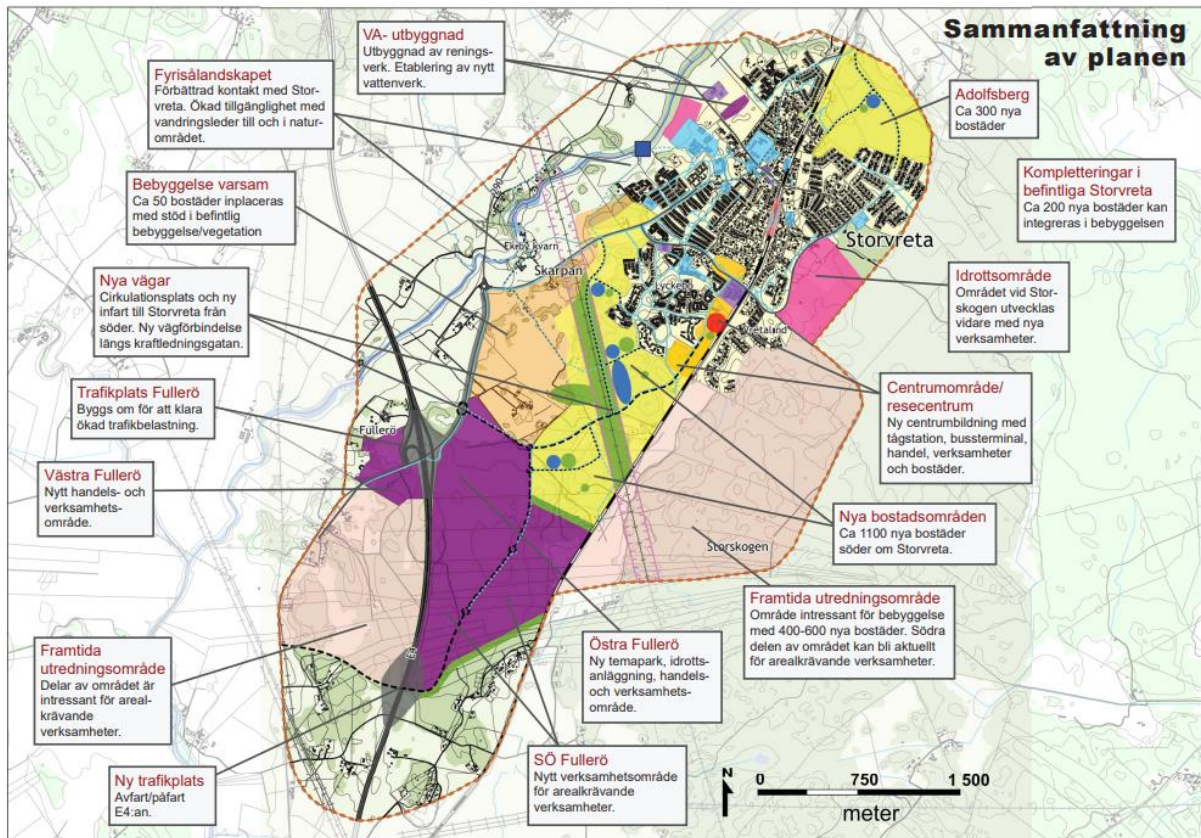 Sammanfattning
av planen
VA- utbyggnad
Utbyggnad av renings-
verk. Etablering av nytt
vattenverk.
Fyrisålandskapet
Förbättrad kontakt med Stor-
vreta. Ökad tillgänglighet med
vandringsleder till och i natur-
området.
Adolfsberg
Ca 300 nya
bostäder
Bebyggelse varsam
Ca 50 bostäder inplaceras
med stöd i befintlig
bebyggelse/vegetation
Kompletteringar i
befintliga Storvreta
Ca 200 nya bostäder kan
integreras i bebyggelsen
Nya vägar
Cirkulationsplats och ny
infart till Storvreta från
söder. Ny vägförbindelse
längs kraftledningsgatan.
Idrottsområde
Området vid Stor-
skogen utvecklas
vidare med nya
verksamheter.
Trafikplats Fullerö
Byggs om för att klara
ökad trafikbelastning.
Centrumområde/
resecentrum
Ny centrumbildning med
tågstation, bussterminal,
handel, verksamheter
och bostäder.
Västra Fullerö
Nytt handels- och
verksamhets-
område.
Nya bostadsområden
Ca 1100 nya bostäder
söder om Storvreta.
Framtida
utredningsområde
Delar av området är
intressant för areal-
krävande
verksamheter.
Östra Fullerö
Ny temapark, idrotts-
anläggning, handels-
och verksamhets-
område.
Framtida utredningsområde
Område intressant för bebyggelse
med 400-600 nya bostäder. Södra
delen av området kan bli aktuellt
för arealkrävande verksamheter.
Ny trafikplats
Avfart/påfart
E4:an.
SÖ Fullerö
Nytt verksamhetsområde
för arealkrävande
verksamheter.
Storvreta
Ekeby kvarn
Skärpan
Lyckebo
Vretalund
Fullerö
Storskogen
E4
N
0 750 1 500
meter